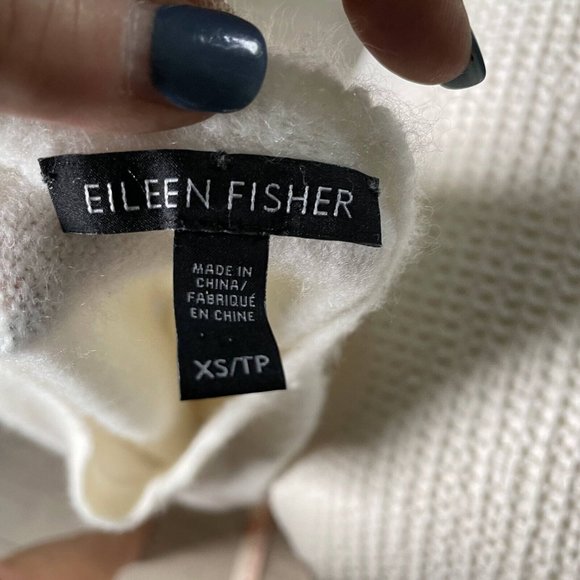 EILEEN FISHER
MADE IN
CHINA/
FABRIQUÉ
EN CHINE
XS/TP